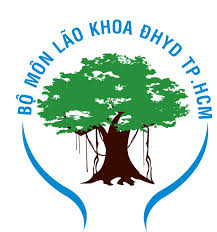 BỘ MÔN LÃO KHOA ĐHYD TP.HCM